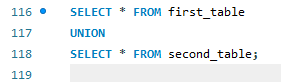 116 SELECT * FROM first_table
117 UNION
118 SELECT * FROM second_table;
119